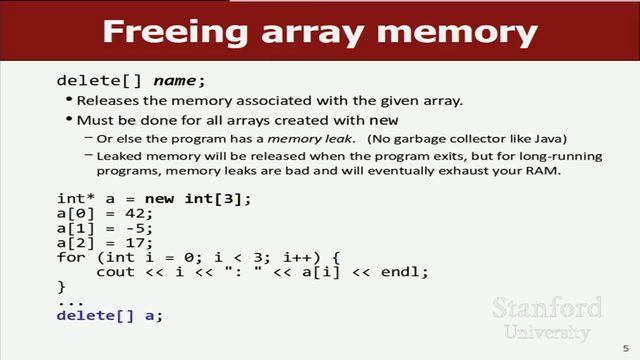 Freeing array memory
delete[] name;
• Releases the memory associated with the given array.
• Must be done for all arrays created with new
– Or else the program has a memory leak. (No garbage collector like Java)
– Leaked memory will be released when the program exits, but for long-running
programs, memory leaks are bad and will eventually exhaust your RAM.
int* a = new int[3];
a[0] = 42;
a[1] = -5;
a[2] = 17;
for (int i = 0; i < 3; i++) {
    cout << i << ": " << a[i] << endl;
}
...
delete[] a;
Stanford
University
5